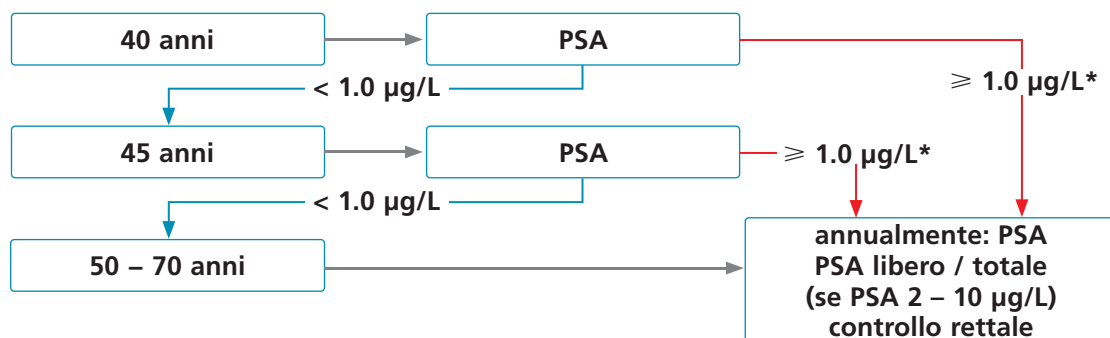 40 anni
PSA
< 1.0 µg/L
⩾ 1.0 µg/L*
45 anni
PSA
⩾ 1.0 µg/L*
< 1.0 µg/L
50 – 70 anni
annualmente: PSA
PSA libero / totale
(se PSA 2 – 10 µg/L)
controllo rettale